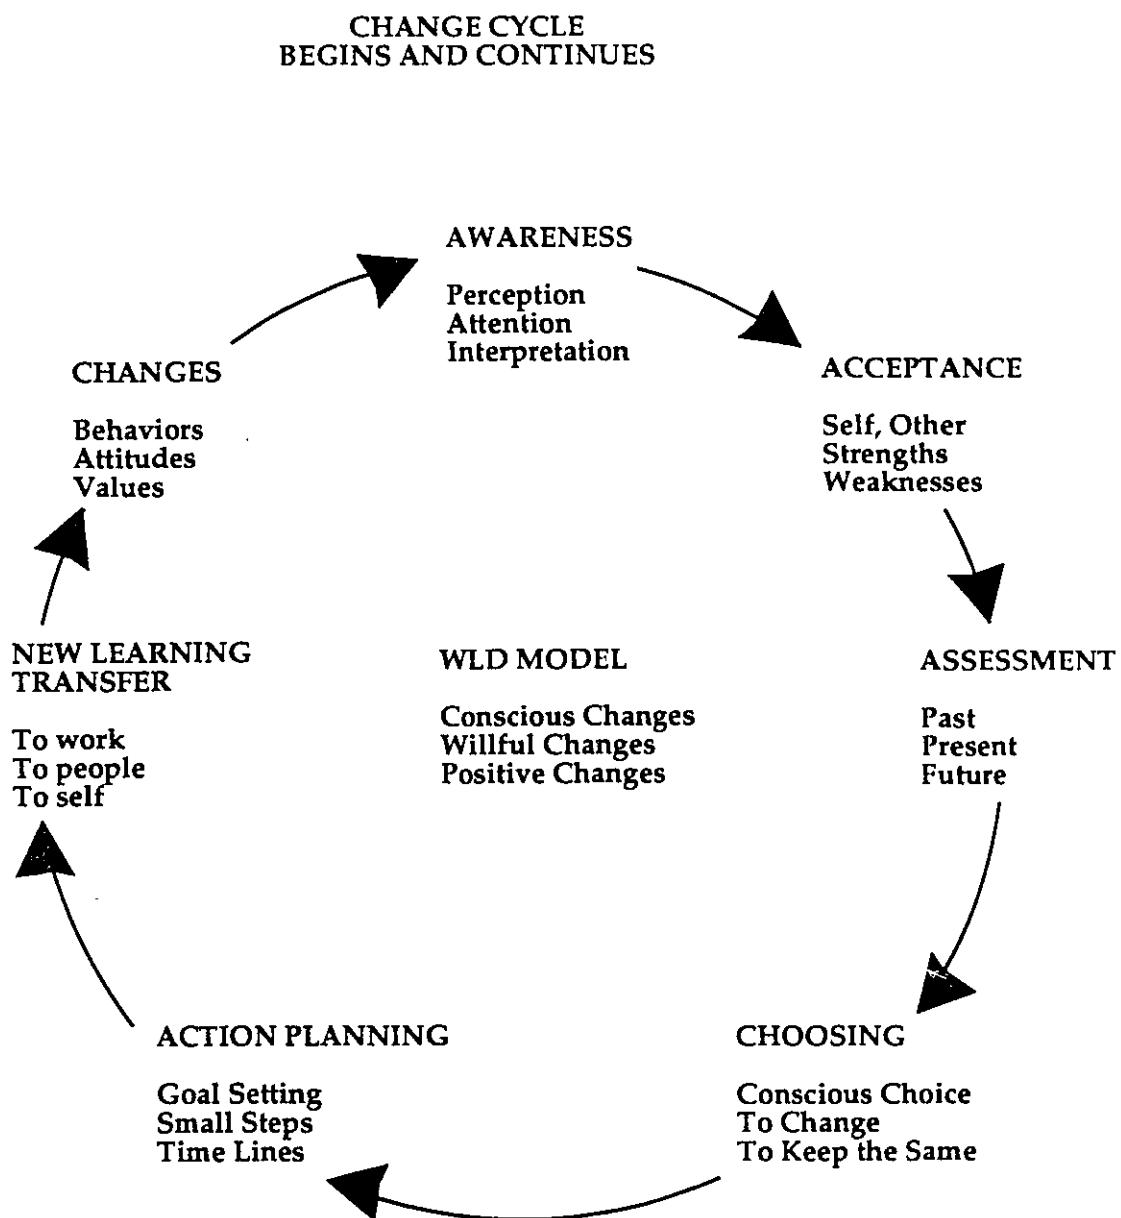 CHANGE CYCLE
BEGINS AND CONTINUES
AWARENESS
Perception
Attention
Interpretation
ACCEPTANCE
Self, Other
Strengths
Weaknesses
ASSESSMENT
Past
Present
Future
CHOOSING
Conscious Choice
To Change
To Keep the Same
ACTION PLANNING
Goal Setting
Small Steps
Time Lines
NEW LEARNING
TRANSFER
To work
To people
To self
CHANGES
Behaviors
Attitudes
Values
WLD MODEL
Conscious Changes
Willful Changes
Positive Changes